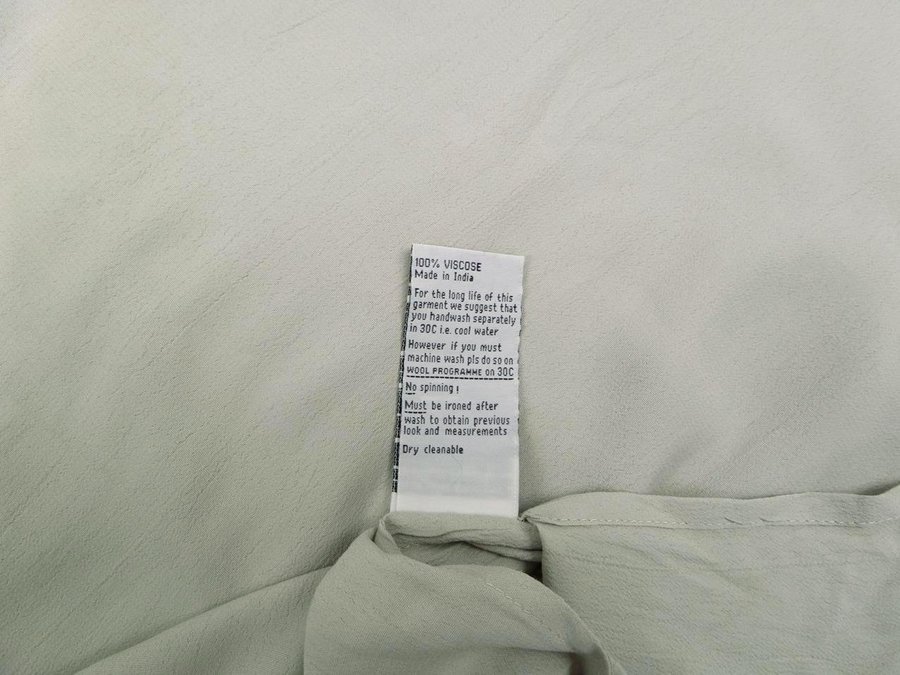 100% VISCOSE
Made in India
For the long life of this
garment we suggest that
you handwash separately
in 30C i.e. cool water
However if you must
machine wash pls do so on
WOOL PROGRAMME on 30C
No spinning!
Must be ironed after
wash to obtain previous
look and measurements
Dry cleanable